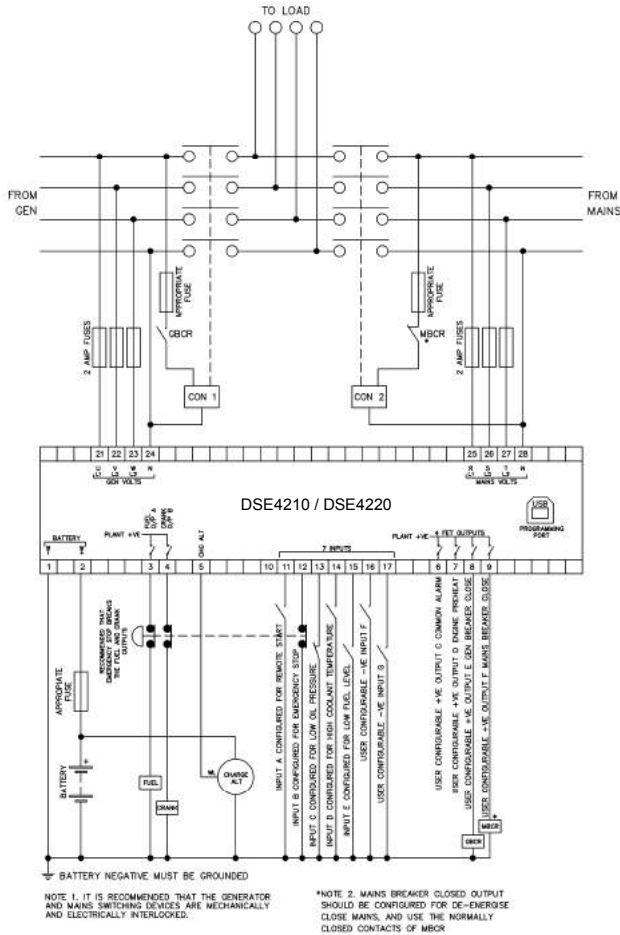 TO LOAD
FROM
GEN
FROM
MAINS
APPROPRIATE
FUSE
APPROPRIATE
FUSE
2 AMP FUSES
GBCR
MBCR
*
2 AMP FUSES
CON 1
CON 2
21 22 23 24
25 26 27 28
U V W N
R S T N
GEN VOLTS
MAINS VOLTS
DSE4210 / DSE4220
USB
PROGRAMMING
PORT
BATTERY
PLANT +VE
FUEL
O/P A
CRANK
O/P B
CHG ALT
7 INPUTS
PLANT +VE
4 FET OUTPUTS
1 2 3 4 5 10 11 12 13 14 15 16 17 6 7 8 9
RECOMMENDED THAT
EMERGENCY STOP BREAKS
THE FUEL AND CRANK
OUTPUTS
APPROPIATE
FUSE
BATTERY
+
WL
CHARGE
ALT
FUEL
CRANK
INPUT A CONFIGURED FOR REMOTE START
INPUT B CONFIGURED FOR EMERGENCY STOP
INPUT C CONFIGURED FOR LOW OIL PRESSURE
INPUT D CONFIGURED FOR HIGH COOLANT TEMPERATURE
INPUT E CONFIGURED FOR LOW FUEL LEVEL
USER CONFIGURABLE -VE INPUT F
USER CONFIGURABLE -VE INPUT G
USER CONFIGURABLE +VE OUTPUT C COMMON ALARM
USER CONFIGURABLE +VE OUTPUT D ENGINE PREHEAT
USER CONFIGURABLE +VE OUTPUT E GEN BREAKER CLOSE
USER CONFIGURABLE +VE OUTPUT F MAINS BREAKER CLOSE
GBCR
MBCR
*
BATTERY NEGATIVE MUST BE GROUNDED
NOTE 1. IT IS RECOMMENDED THAT THE GENERATOR
AND MAINS SWITCHING DEVICES ARE MECHANICALLY
AND ELECTRICALLY INTERLOCKED.
*NOTE 2. MAINS BREAKER CLOSED OUTPUT
SHOULD BE CONFIGURED FOR DE-ENERGISE
CLOSE MAINS, AND USE THE NORMALLY
CLOSED CONTACTS OF MBCR